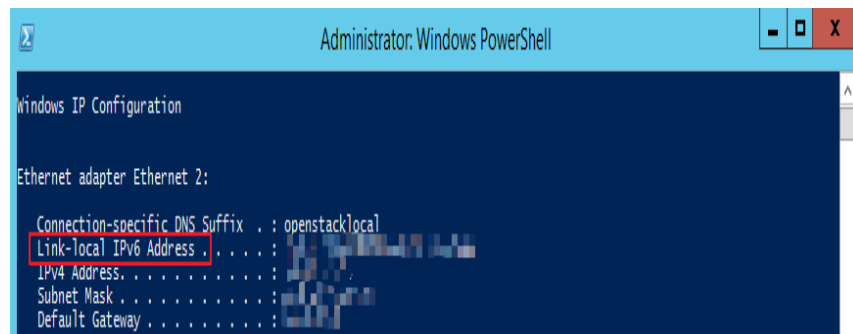 Administrator: Windows PowerShell
Windows IP Configuration
Ethernet adapter Ethernet 2:
Connection-specific DNS Suffix . : openstacklocal
Link-local IPv6 Address . . . . . :
IPv4 Address. . . . . . . . . . . :
Subnet Mask . . . . . . . . . . . :
Default Gateway . . . . . . . . . :